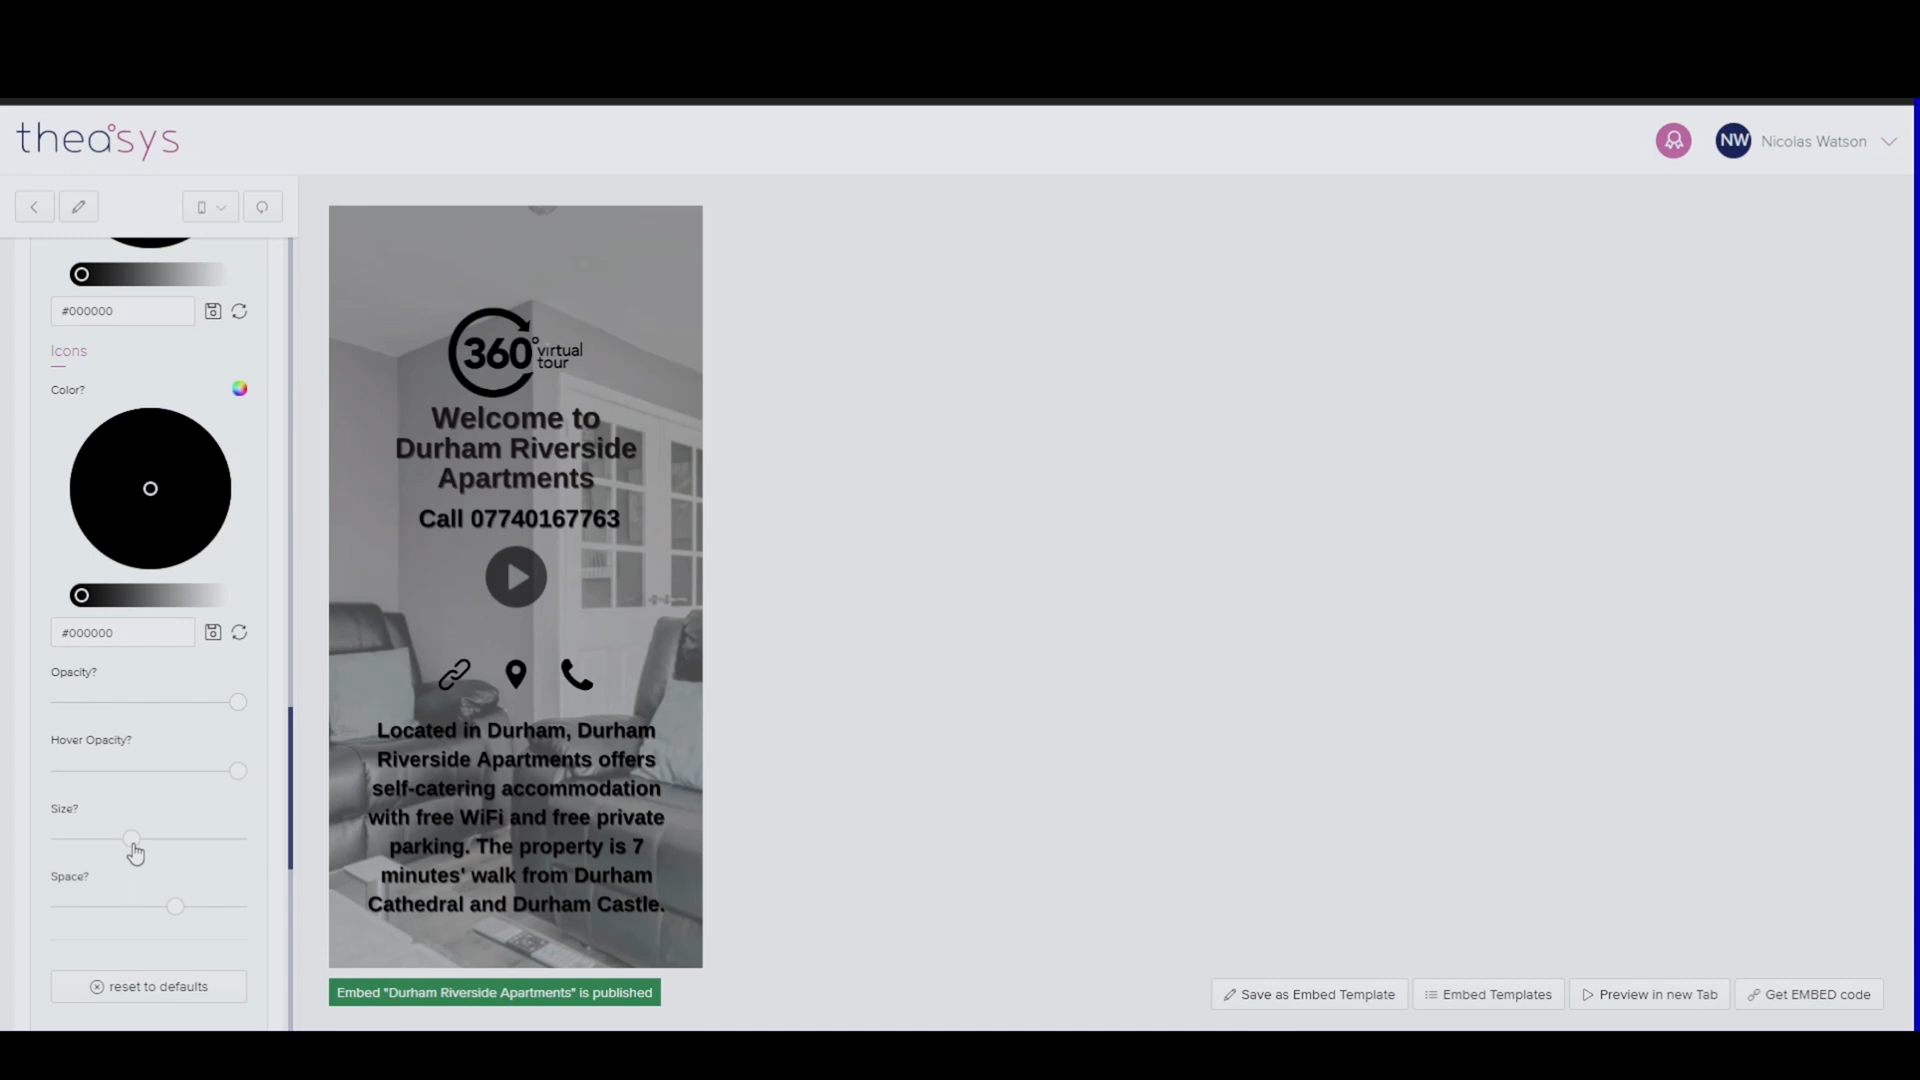 theasys
NW
Nicolas Watson
#000000
Icons
Color?
#000000
Opacity?
Hover Opacity?
Size?
Space?
reset to defaults
360° virtual tour
Welcome to
Durham Riverside
Apartments
Call 07740167763
Located in Durham, Durham
Riverside Apartments offers
self-catering accommodation
with free WiFi and free private
parking. The property is 7
minutes' walk from Durham
Cathedral and Durham Castle.
Embed "Durham Riverside Apartments" is published
Save as Embed Template
Embed Templates
Preview in new Tab
Get EMBED code